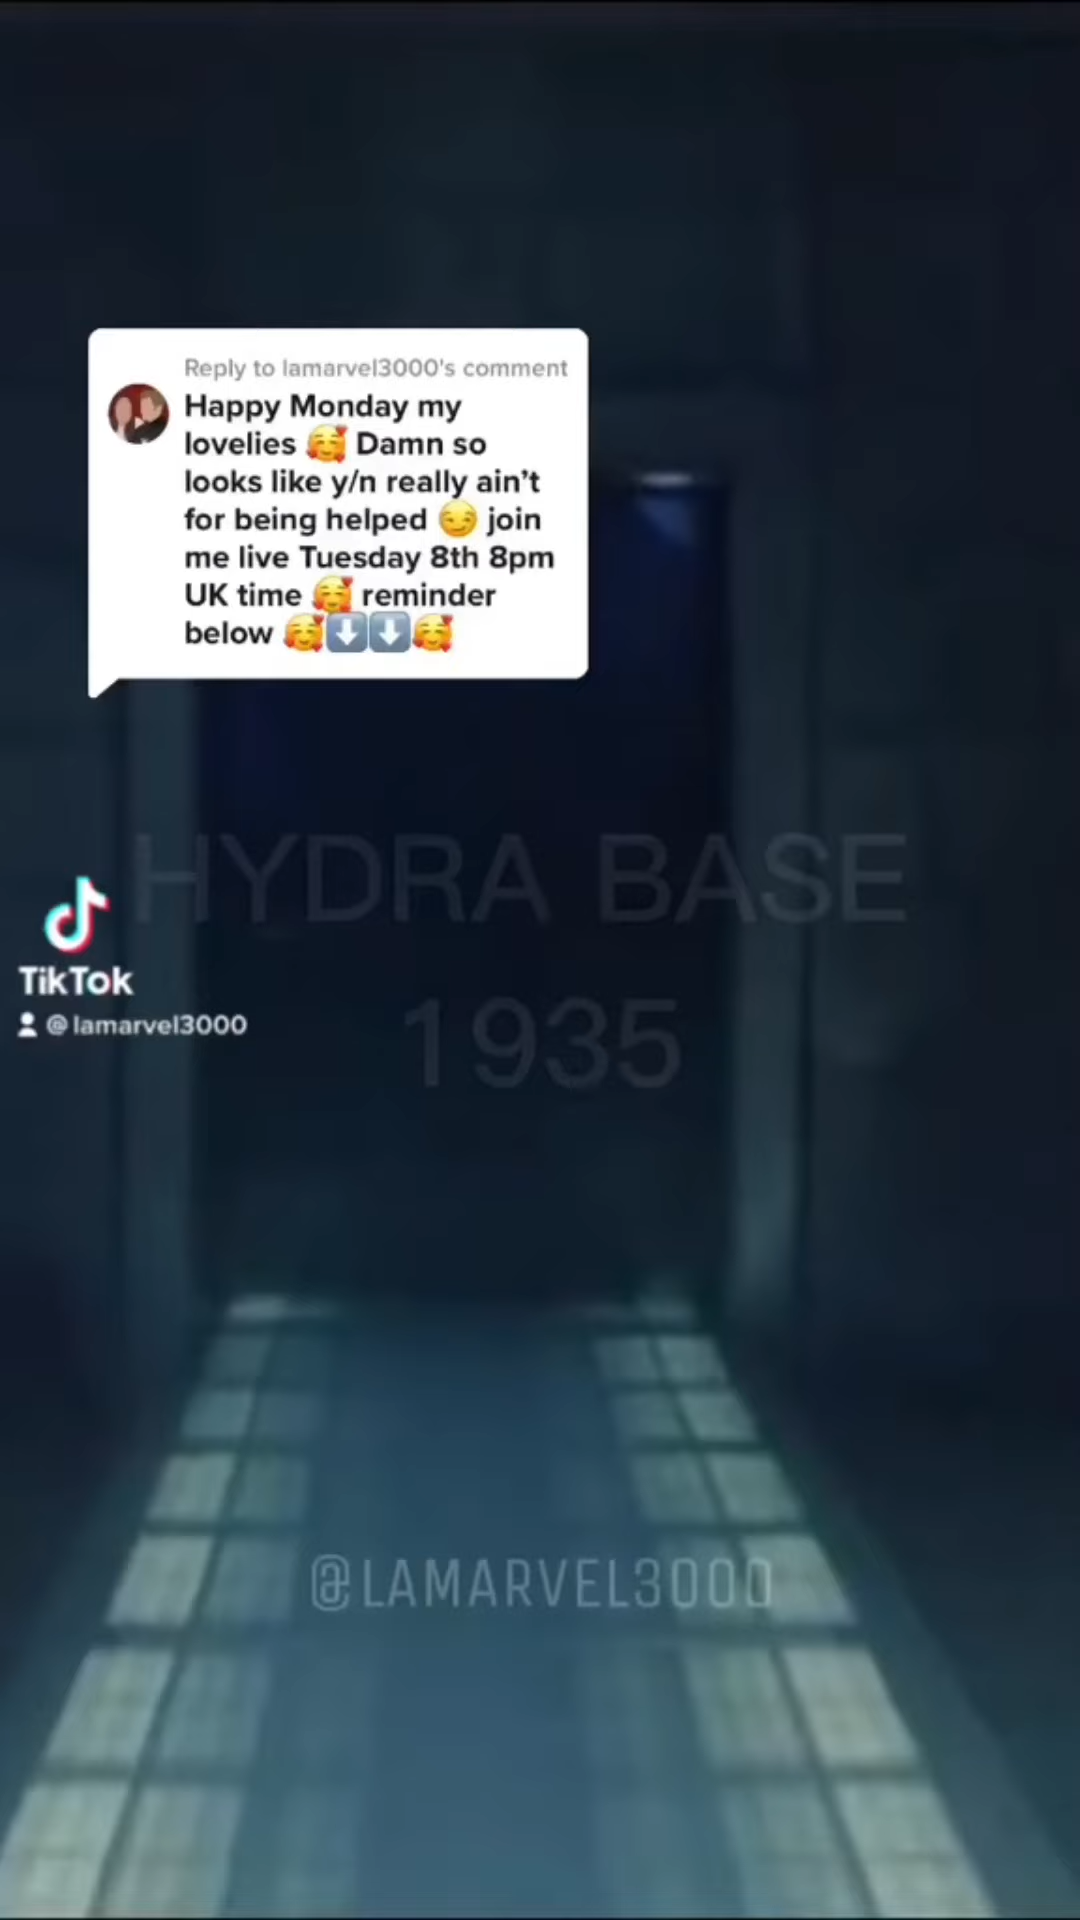 Reply to lamarvel3000's comment
Happy Monday my
lovelies 🥰 Damn so
looks like y/n really ain’t
for being helped 😏 join
me live Tuesday 8th 8pm
UK time 🥰 reminder
below 🥰⬇️⬇️🥰
HYDRA BASE
1935
TikTok
@lamarvel3000
@LAMARVEL3000